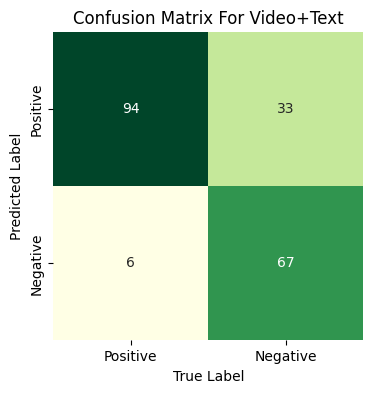 Confusion Matrix For Video+Text
Predicted Label
Positive
94
33
Negative
6
67
Positive
Negative
True Label